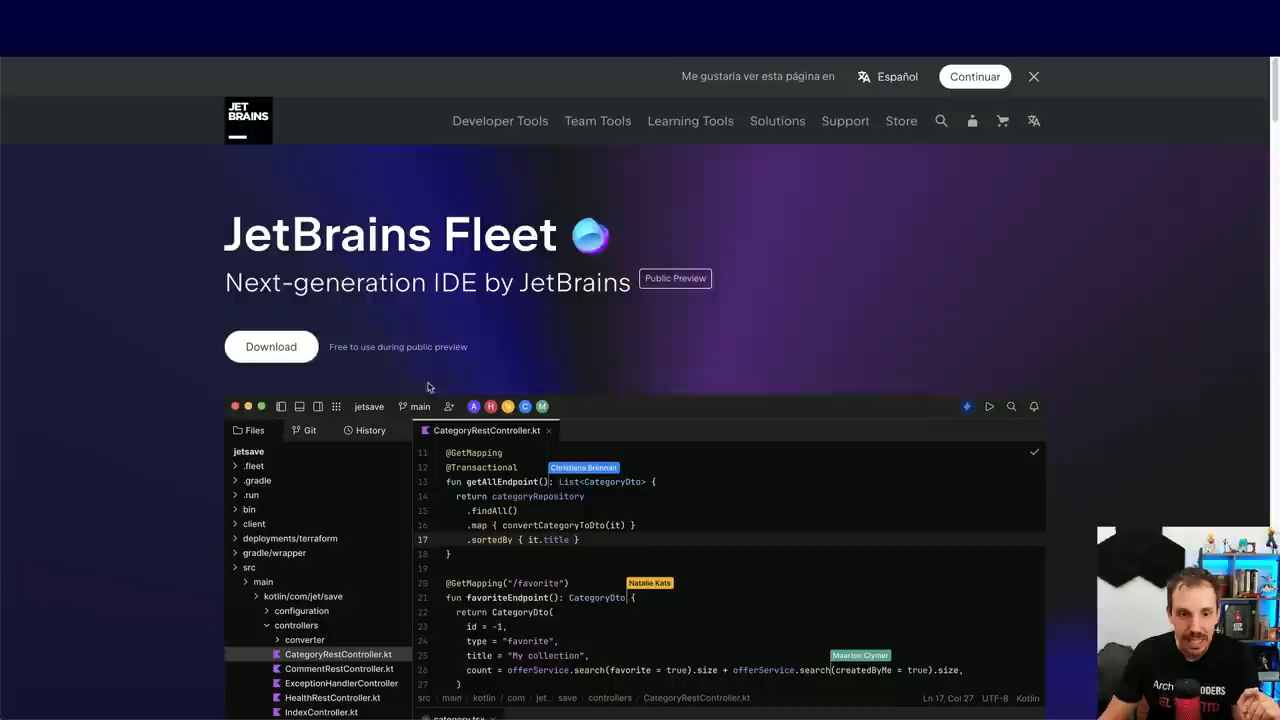 Me gustaría ver esta página en
Español
Continuar
JET
BRAINS
Developer Tools
Team Tools
Learning Tools
Solutions
Support
Store
JetBrains Fleet
Next-generation IDE by JetBrains
Public Preview
Download
Free to use during public preview
jetsave
main
A
H
N
C
M
Files
Git
History
CategoryRestController.kt
jetsave
.fleet
.gradle
.run
bin
client
deployments/terraform
gradle/wrapper
src
main
kotlin/com/jet/save
configuration
controllers
converter
CategoryRestController.kt
CommentRestController.kt
ExceptionHandlerController
HealthRestController.kt
IndexController.kt
11 @GetMapping
12 @Transactional
Christiana Brennan
13 fun getAllEndpoint(): List<CategoryDto> {
14 return categoryRepository
15 .findAll()
16 .map { convertCategoryToDto(it) }
17 .sortedBy { it.title }
18 }
19
20 @GetMapping("/favorite")
Natalie Kats
21 fun favoriteEndpoint(): CategoryDto {
22 return CategoryDto(
23 id = -1,
24 type = "favorite",
25 title = "My collection",
Maarten Clymer
26 count = offerService.search(favorite = true).size + offerService.search(createdByMe = true).size,
27 )
src main kotlin com jet save controllers CategoryRestController.kt
Ln 17, Col 27 UTF-8 Kotlin
category.tsx